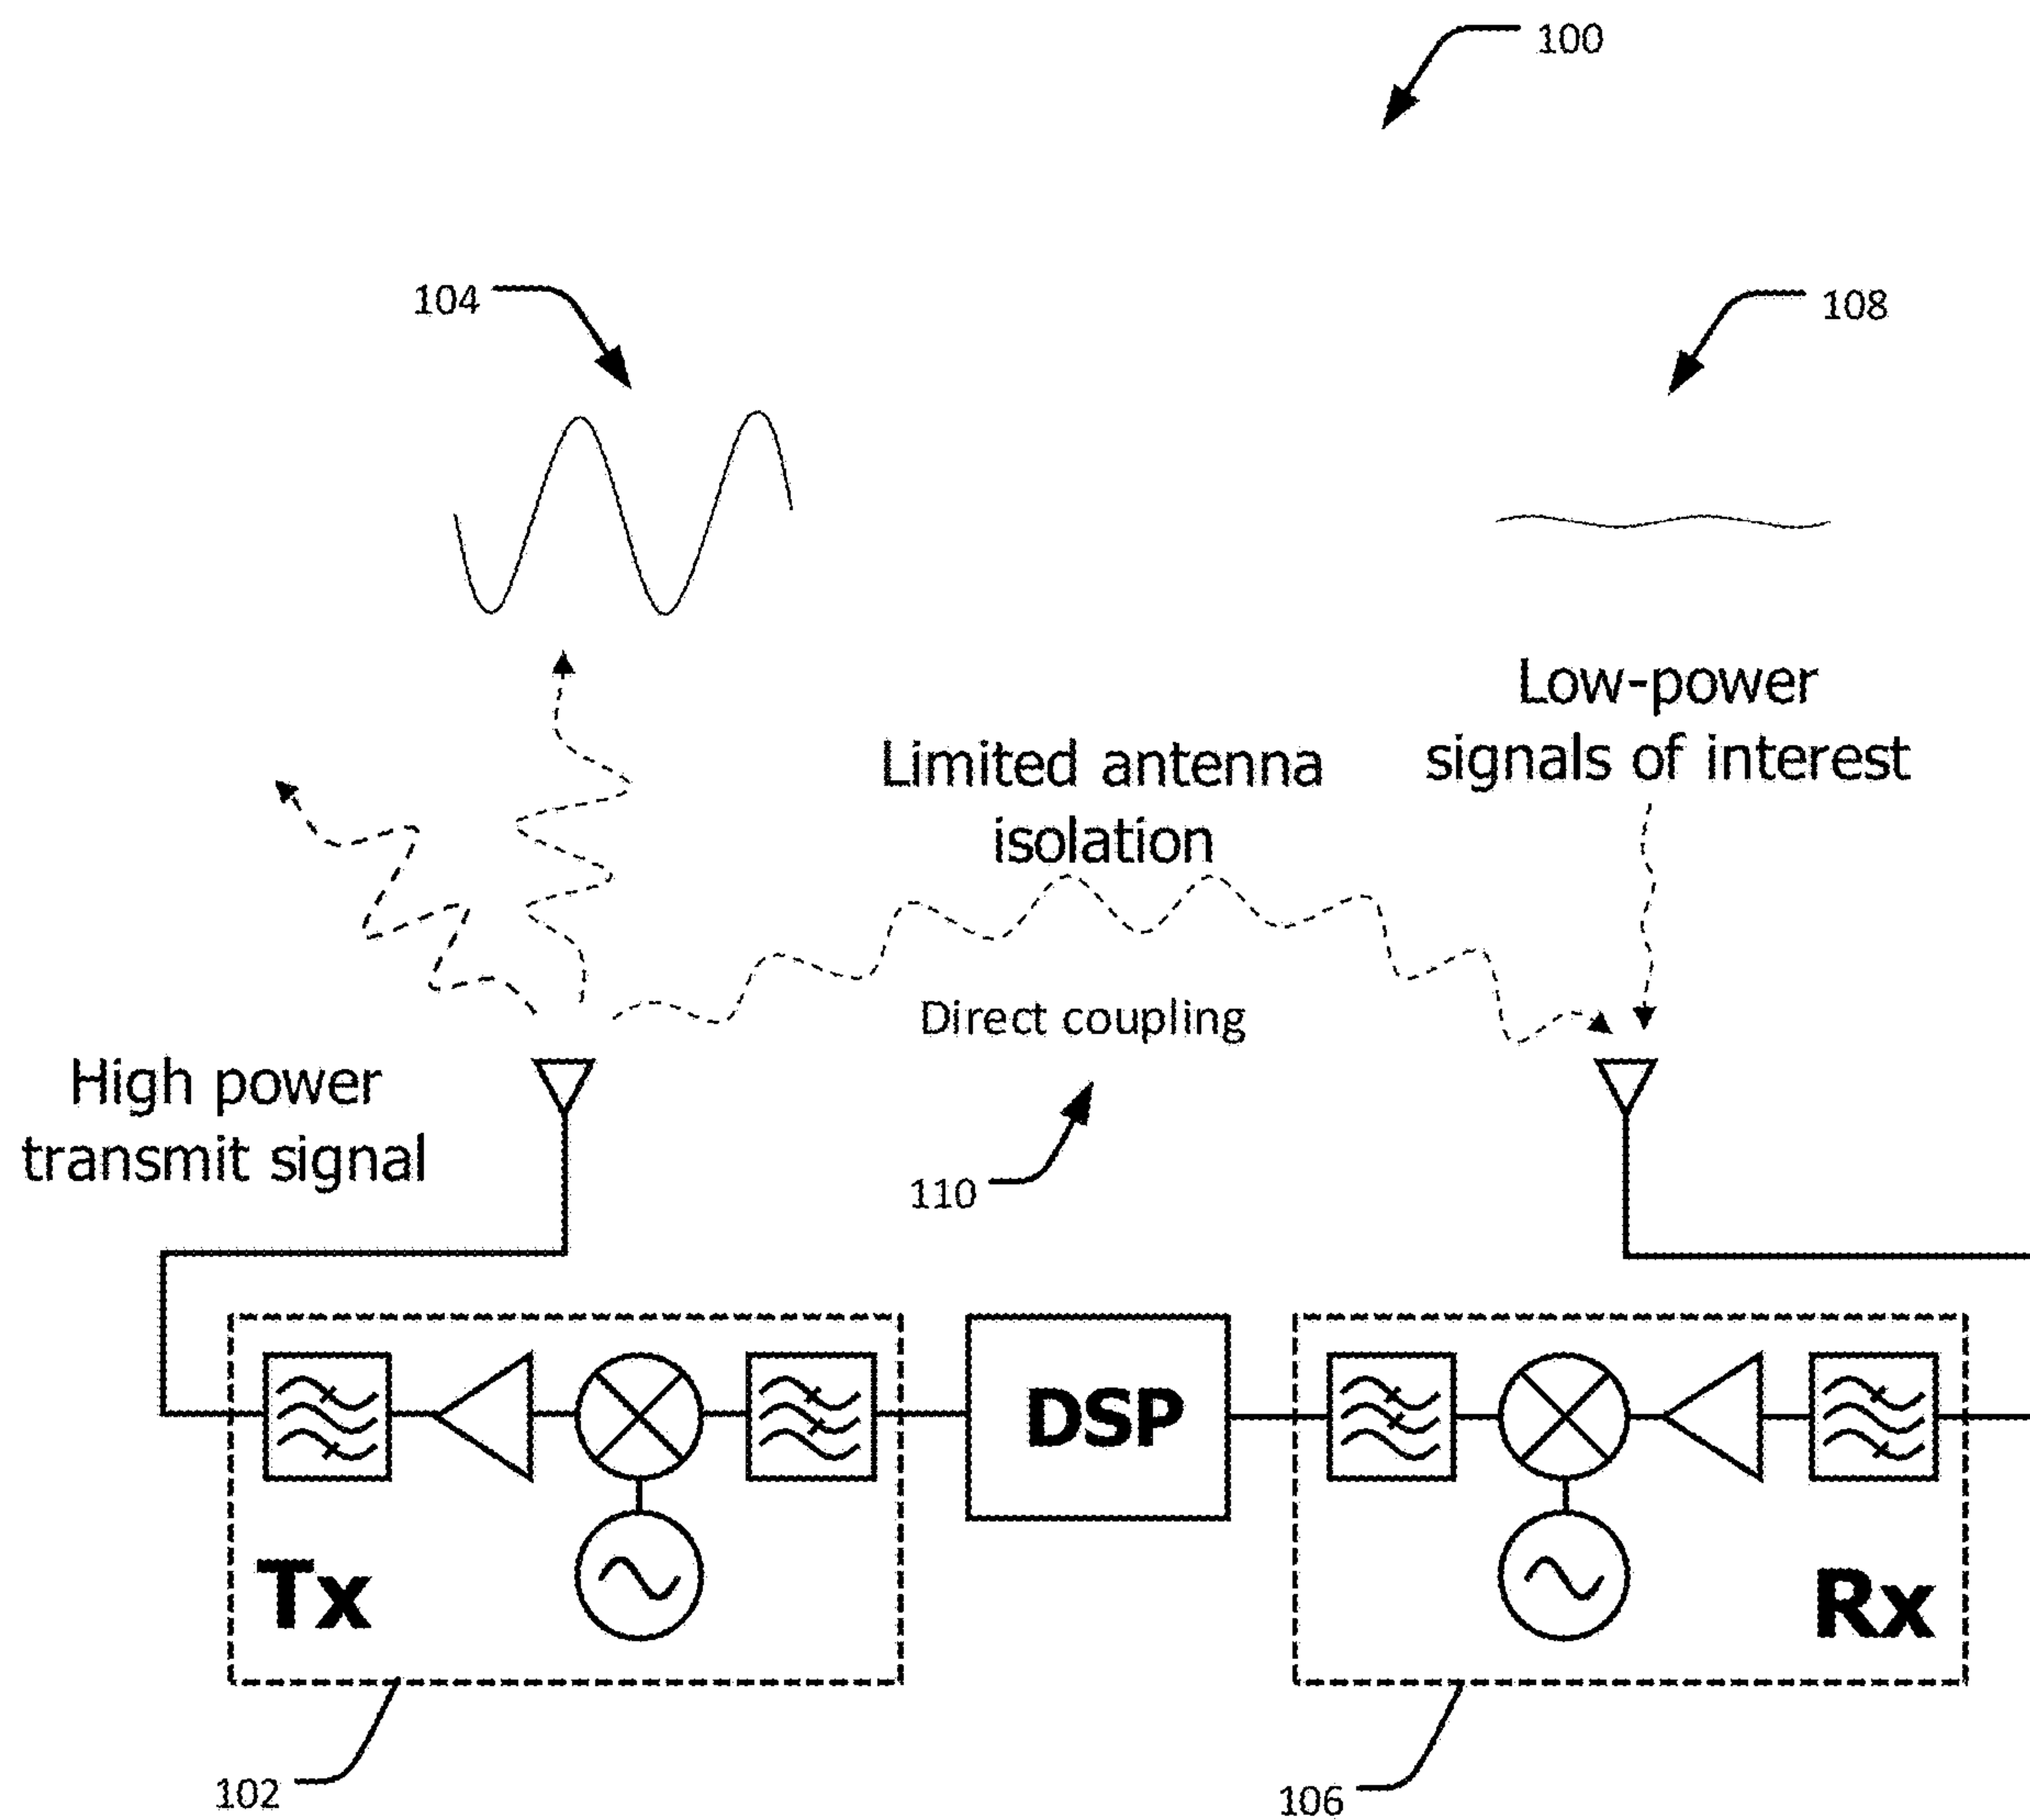 100
104
108
Low-power
signals of interest
Limited antenna
isolation
Direct coupling
High power
transmit signal
110
DSP
Tx
Rx
102
106